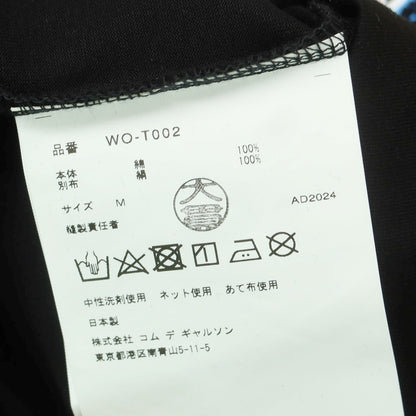 品番 WO-T002
本体 綿 100%
別布 絹 100%
サイズ M
AD2024
縫製責任者
中性洗剤使用 ネット使用 あて布使用
日本製
株式会社 コム デ ギャルソン
東京都港区南青山5-11-5